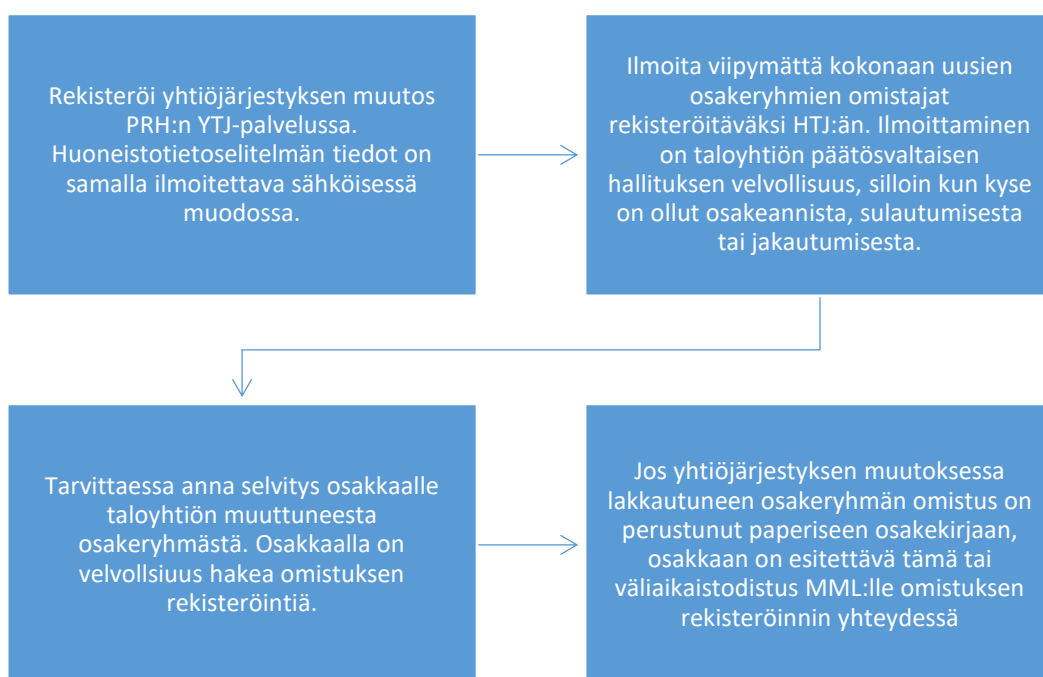 Rekisteröi yhtiöjärjestyksen muutos
PRH:n YTJ-palvelussa.
Huoneistotietoselitelmän tiedot on
samalla ilmoitettava sähköisessä
muodossa.
Ilmoita viipymättä kokonaan uusien
osakeryhmien omistajat
rekisteröitäväksi HTJ:än. Ilmoittaminen
on taloyhtiön päätösvaltaisen
hallituksen velvollisuus, silloin kun kyse
on ollut osakeannista, sulautumisesta
tai jakautumisesta.
Tarvittaessa anna selvitys osakkaalle
taloyhtiön muuttuneesta
osakeryhmästä. Osakkaalla on
velvollsiuus hakea omistuksen
rekisteröintiä.
Jos yhtiöjärjestyksen muutoksessa
lakkautuneen osakeryhmän omistus on
perustunut paperiseen osakekirjaan,
osakkaan on esitettävä tämä tai
väliaikaistodistus MML:lle omistuksen
rekisteröinnin yhteydessä